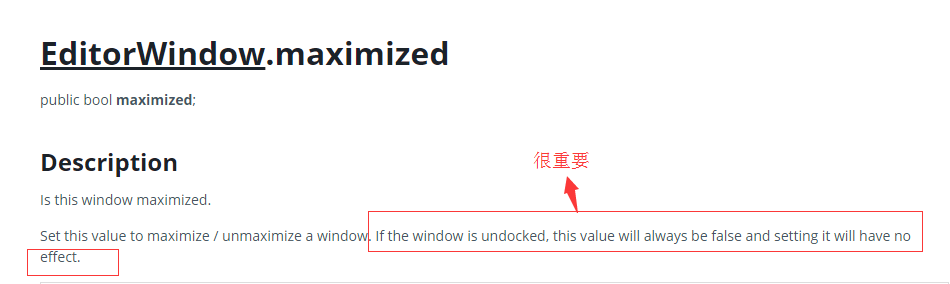 EditorWindow.maximized
public bool maximized;
Description
很重要
Is this window maximized.
Set this value to maximize / unmaximize a window. If the window is undocked, this value will always be false and setting it will have no
effect.